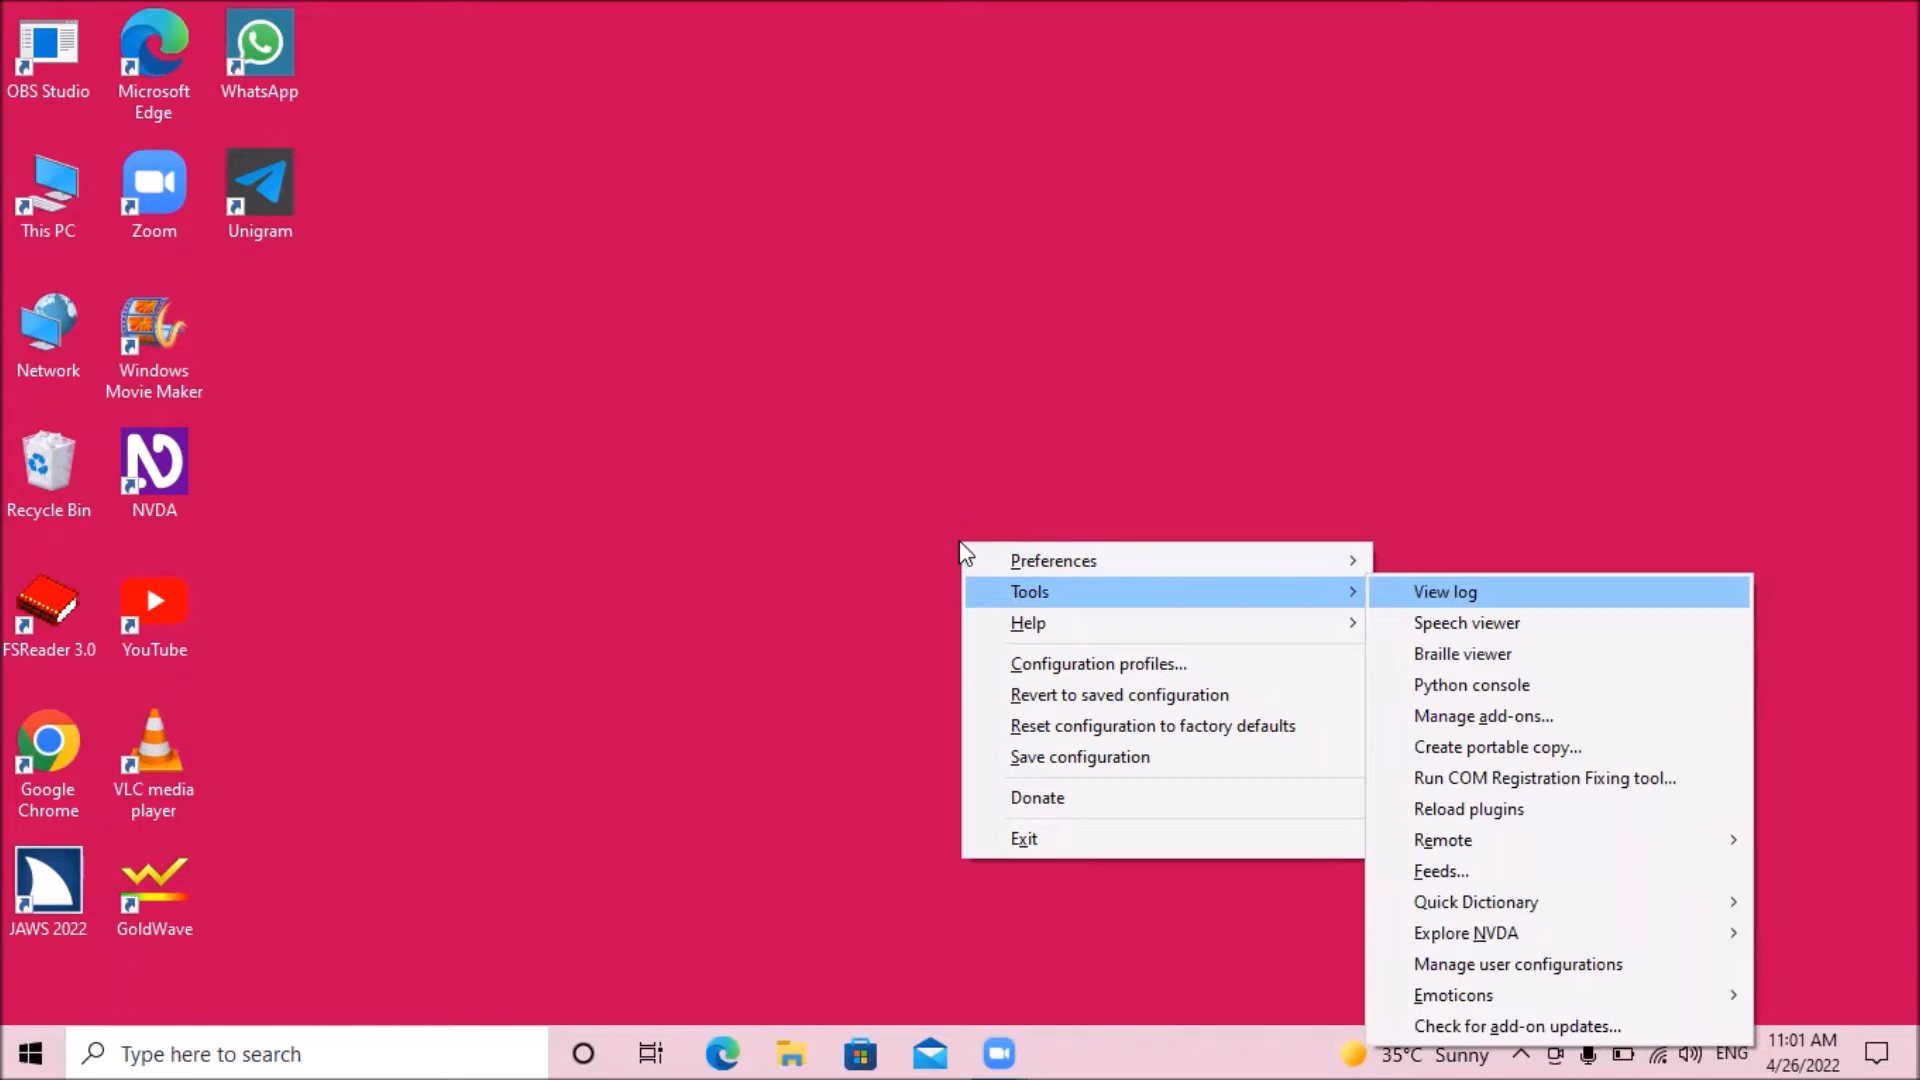 OBS Studio
Microsoft
Edge
WhatsApp
This PC
Zoom
Unigram
Network
Windows
Movie Maker
Recycle Bin
NVDA
FSReader 3.0
YouTube
Google
Chrome
VLC media
player
JAWS 2022
GoldWave
Preferences
Tools
Help
Configuration profiles...
Revert to saved configuration
Reset configuration to factory defaults
Save configuration
Donate
Exit
View log
Speech viewer
Braille viewer
Python console
Manage add-ons...
Create portable copy...
Run COM Registration Fixing tool...
Reload plugins
Remote
Feeds...
Quick Dictionary
Explore NVDA
Manage user configurations
Emoticons
Check for add-on updates...
Type here to search
35°C Sunny
ENG
11:01 AM
4/26/2022